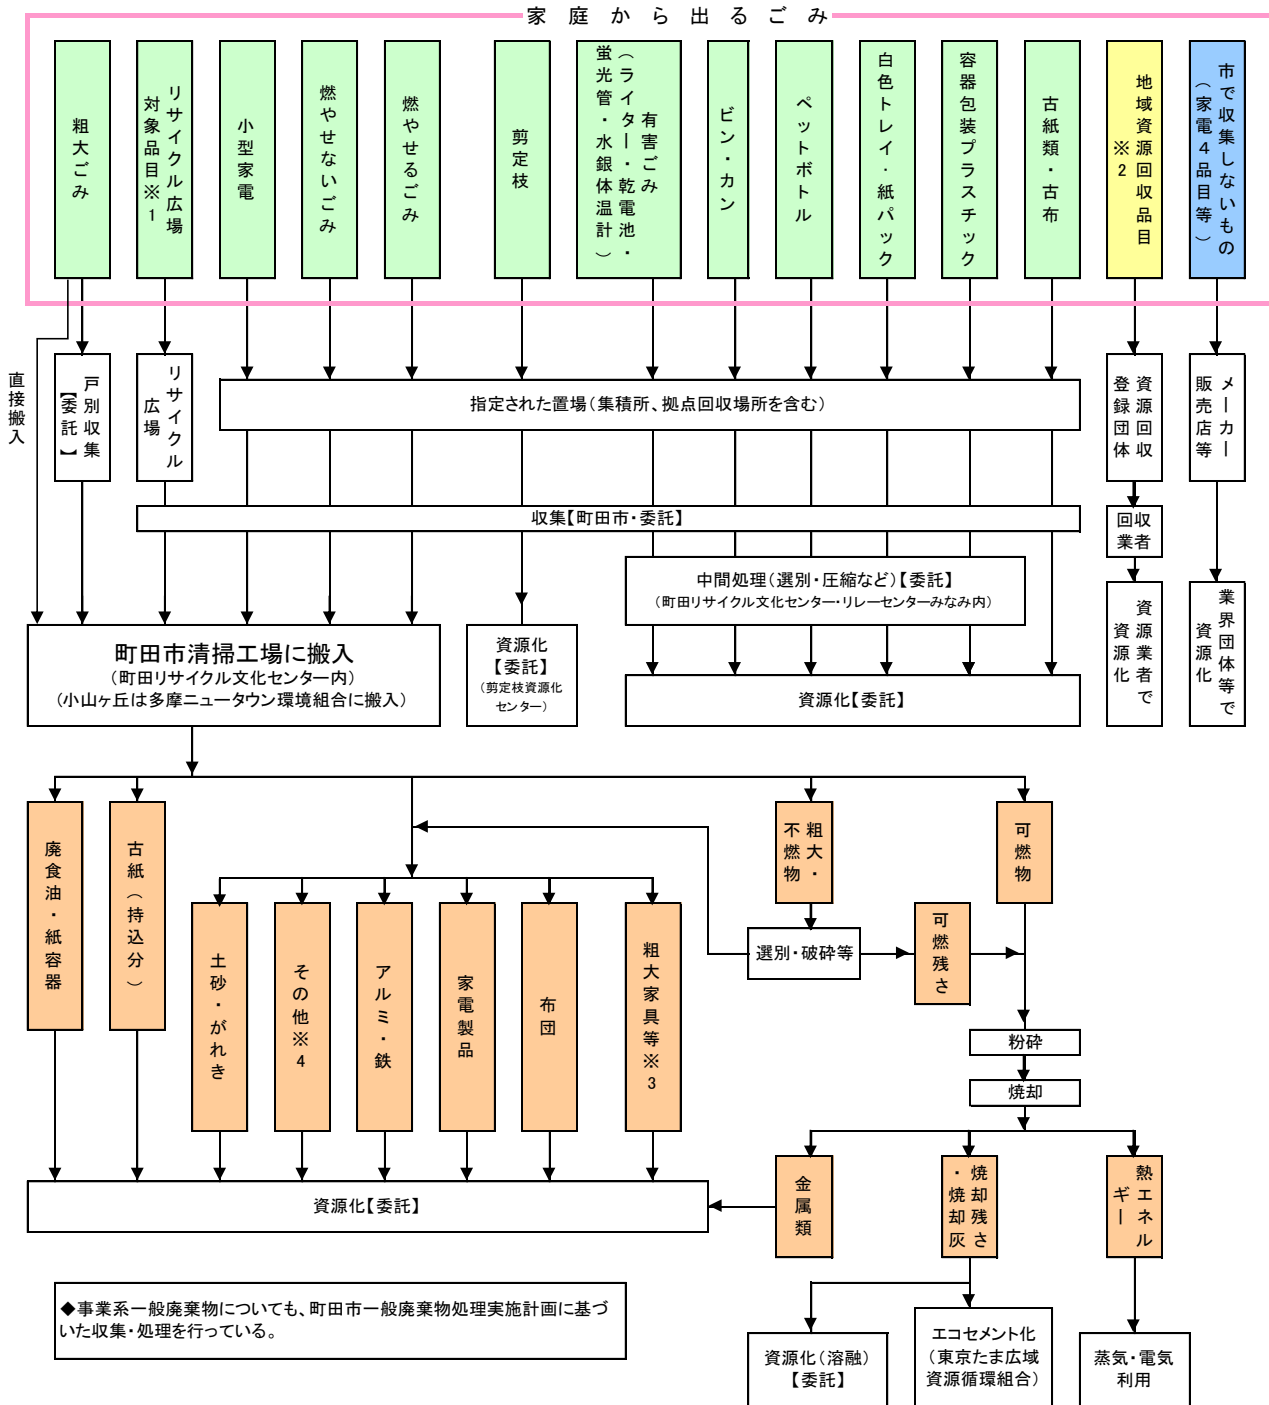 家庭から出るごみ
粗大ごみ
リサイクル広場
対象品目※1
小型家電
燃やせないごみ
燃やせるごみ
剪定枝
有害ごみ
（ライター・乾電池・
蛍光管・水銀体温計）
ビン・カン
ペットボトル
白色トレイ・紙パック
容器包装プラスチック
古紙類・古布
地域資源回収品目
※2
市で収集しないもの
（家電4品目等）
直接搬入
戸別収集
【委託】
リサイクル
広場
指定された置場（集積所、拠点回収場所を含む）
資源回収
登録団体
メーカー
販売店等
収集【町田市・委託】
回収
業者
中間処理（選別・圧縮など）【委託】
（町田リサイクル文化センター・リレーセンターみなみ内）
町田市清掃工場に搬入
（町田リサイクル文化センター内）
（小山ヶ丘は多摩ニュータウン環境組合に搬入）
資源化
【委託】
（剪定枝資源化
センター）
資源化【委託】
資源業者で
資源化
業界団体等で
資源化
廃食油・紙容器
古紙（持込分）
粗大・
不燃物
可燃物
土砂・がれき
その他※4
アルミ・鉄
家電製品
布団
粗大家具等※3
選別・破砕等
可燃残さ
粉砕
焼却
資源化【委託】
金属類
焼却残さ
・焼却灰
熱エネル
ギー
◆事業系一般廃棄物についても、町田市一般廃棄物処理実施計画に基づ
いた収集・処理を行っている。
資源化（溶融）
【委託】
エコセメント化
（東京たま広域
資源循環組合）
蒸気・電気
利用